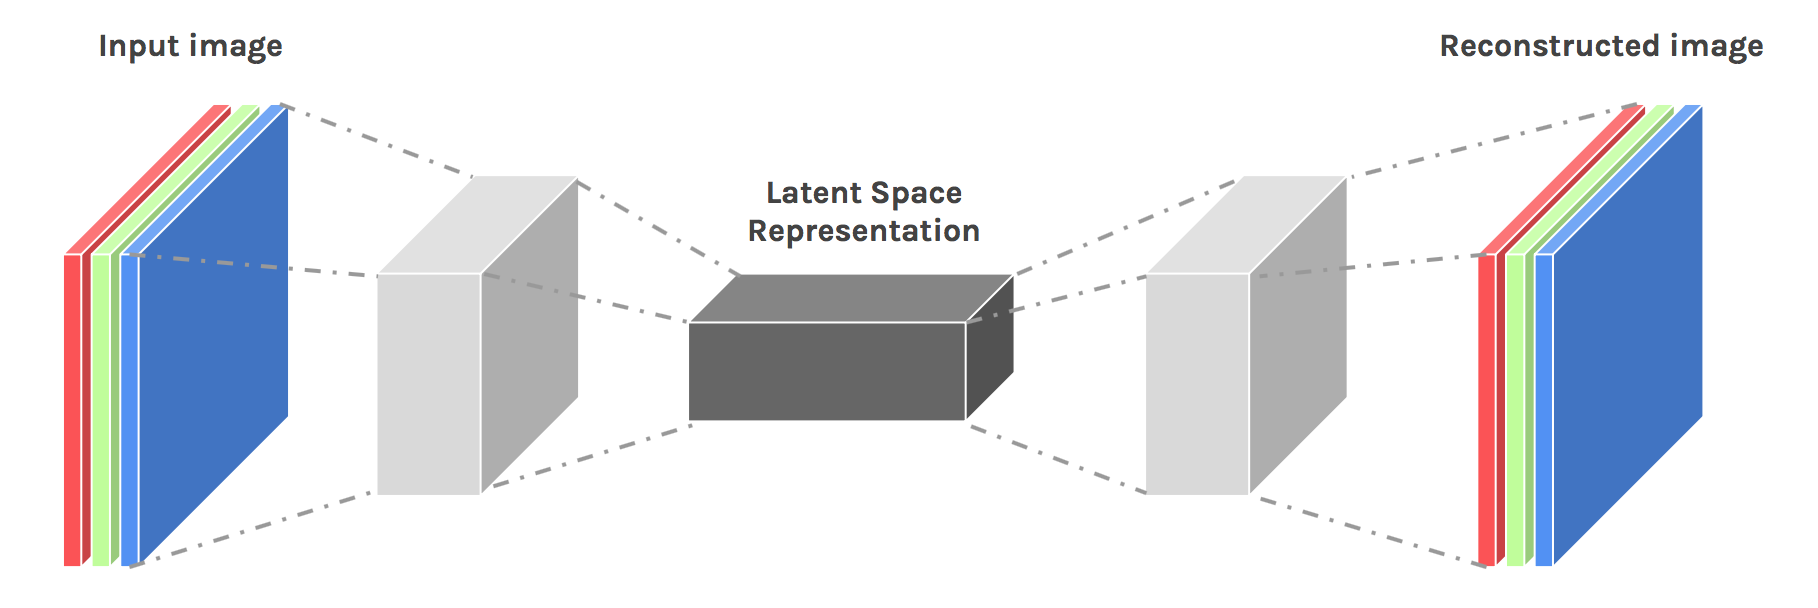 Input image
Reconstructed image
Latent Space
Representation